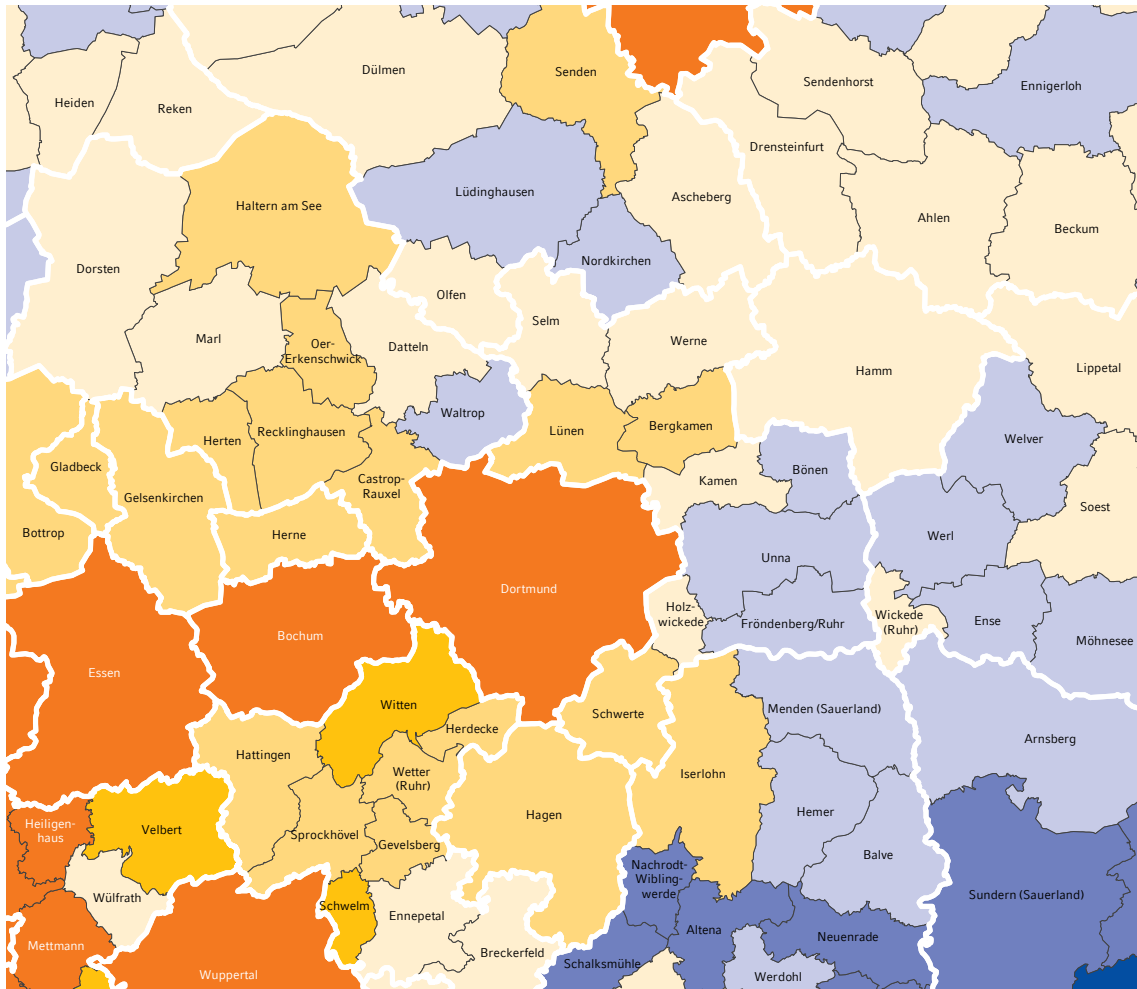 Dülmen
Senden
Sendenhorst
Ennigerloh
Heiden
Reken
Drensteinfurt
Lüdinghausen
Ascheberg
Haltern am See
Ahlen
Beckum
Dorsten
Nordkirchen
Olfen
Selm
Marl
Oer-
Erkenschwick
Datteln
Werne
Hamm
Lippetal
Waltrop
Herten
Recklinghausen
Lünen
Bergkamen
Welver
Gladbeck
Gelsenkirchen
Castrop-
Rauxel
Kamen
Bönen
Soest
Bottrop
Herne
Werl
Unna
Dortmund
Holz-
wickede
Fröndenberg/Ruhr
Wickede
(Ruhr)
Ense
Möhnesee
Bochum
Essen
Witten
Schwerte
Menden (Sauerland)
Herdecke
Arnsberg
Hattingen
Wetter
(Ruhr)
Iserlohn
Heiligen-
haus
Velbert
Sprockhövel
Gevelsberg
Hagen
Hemer
Balve
Nachrodt-
Wibling-
werde
Wülfrath
Schwelm
Ennepetal
Sundern (Sauerland)
Mettmann
Breckerfeld
Altena
Neuenrade
Schalksmühle
Wuppertal
Werdohl